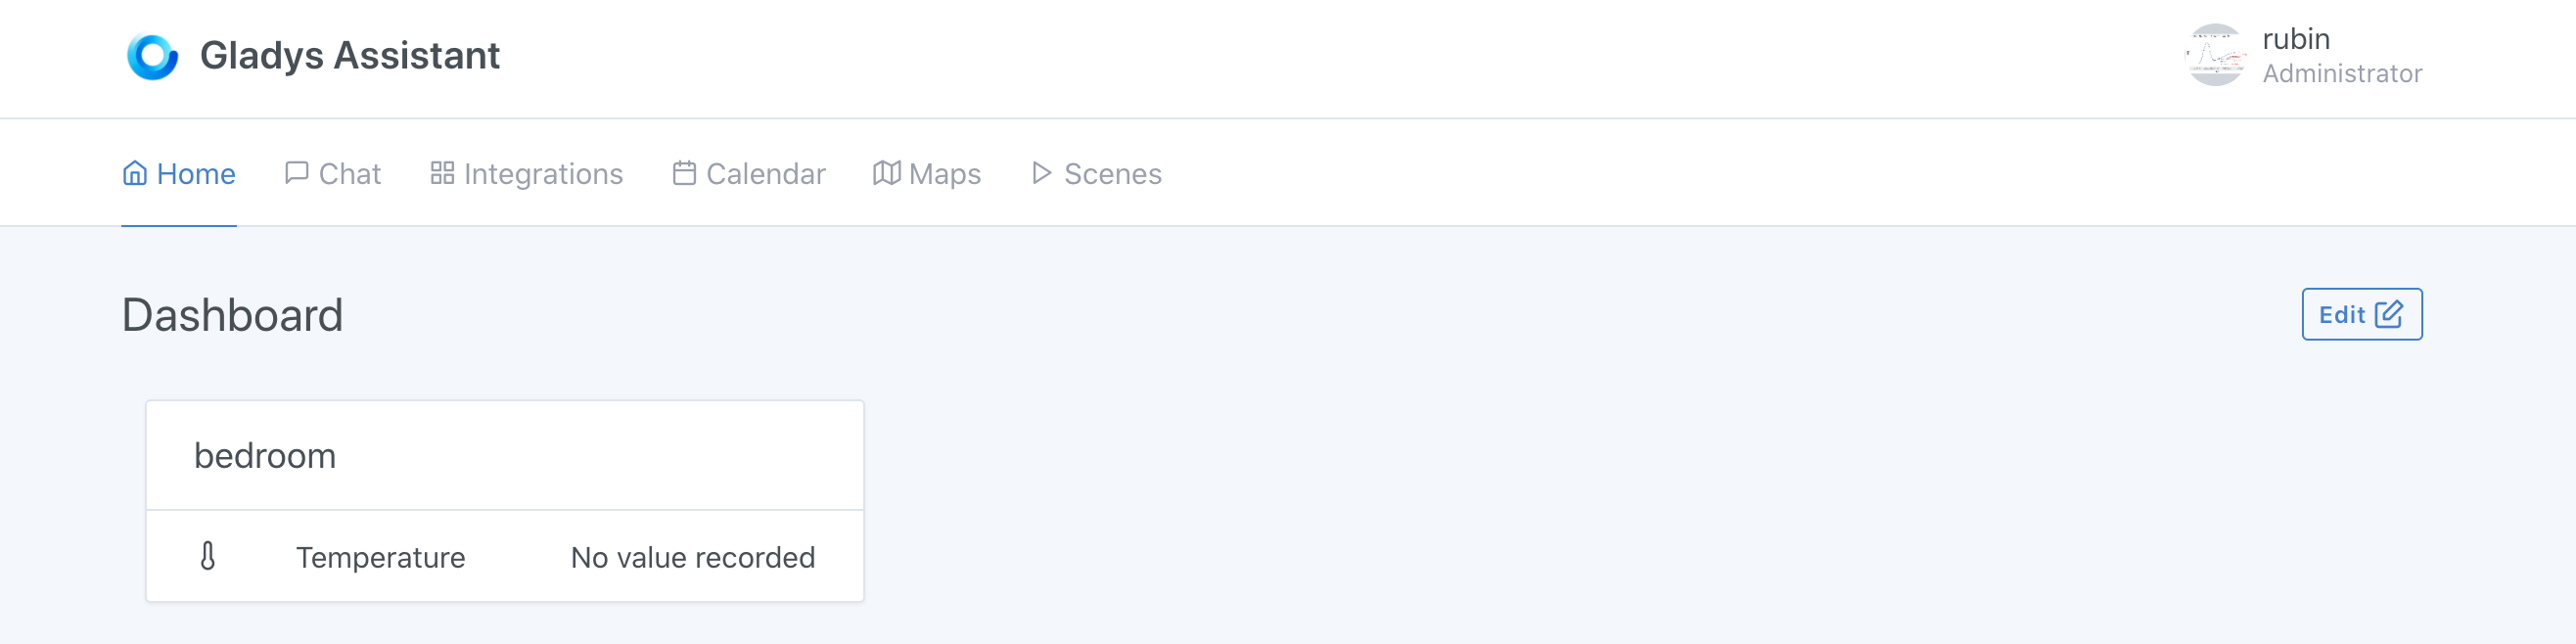 Gladys Assistant
rubin
Administrator
Home Chat Integrations Calendar Maps Scenes
Dashboard
Edit
bedroom
Temperature No value recorded